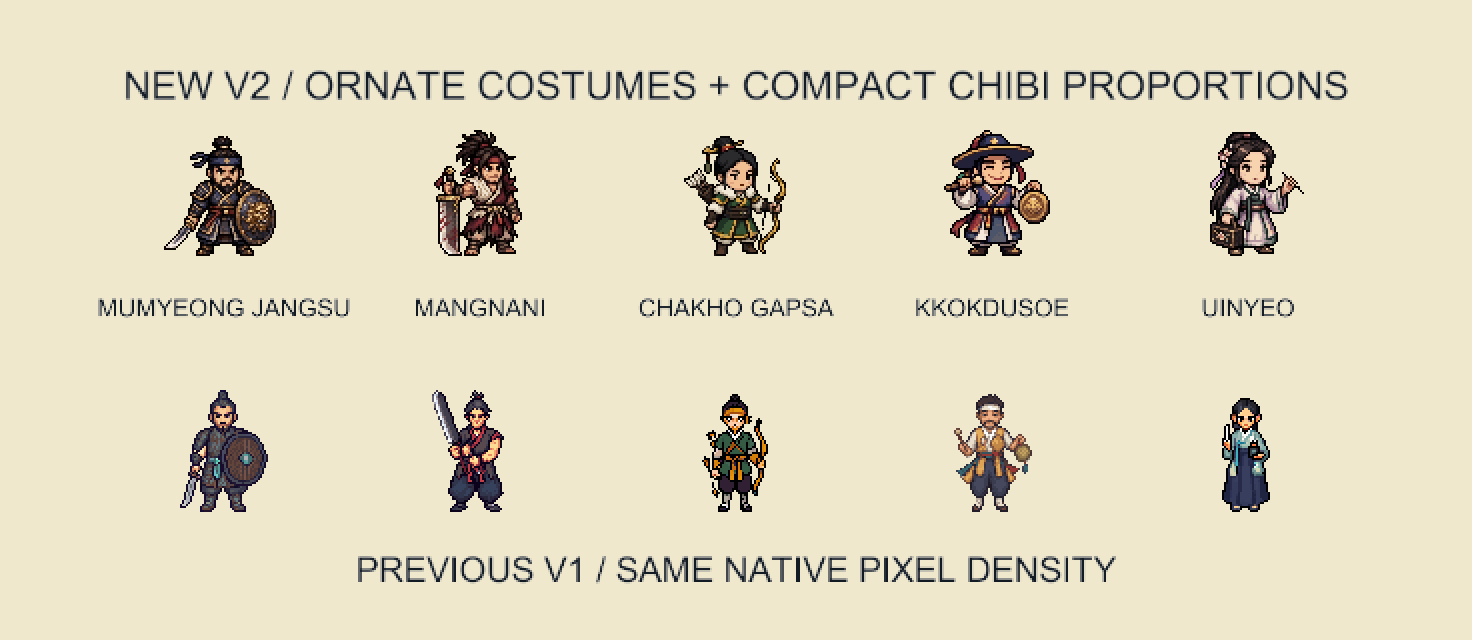 NEW V2 / ORNATE COSTUMES + COMPACT CHIBI PROPORTIONS
MUMYEONG JANGSU MANGNANI CHAKHO GAPSA KKOKDUSOE UINYEO
PREVIOUS V1 / SAME NATIVE PIXEL DENSITY